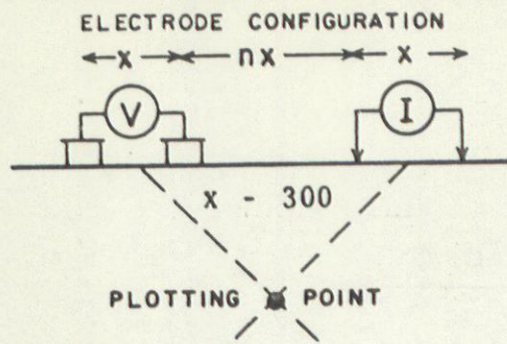 ELECTRODE CONFIGURATION
x nx x
V I
x - 300
PLOTTING POINT